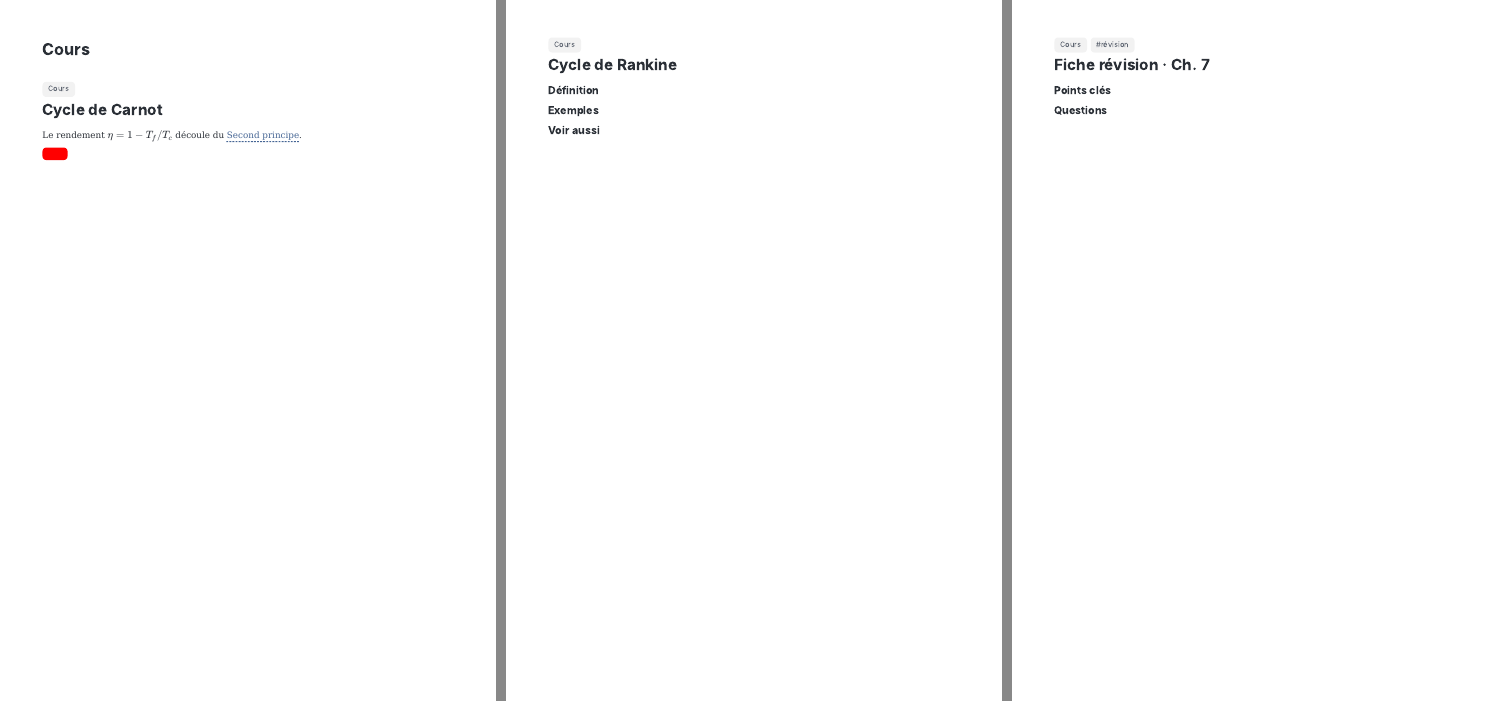 Cours
Cours
Cycle de Carnot
Le rendement η = 1 − T_f/T_c découle du Second principe.
Cours
Cycle de Rankine
Définition
Exemples
Voir aussi
Cours #révision
Fiche révision · Ch. 7
Points clés
Questions